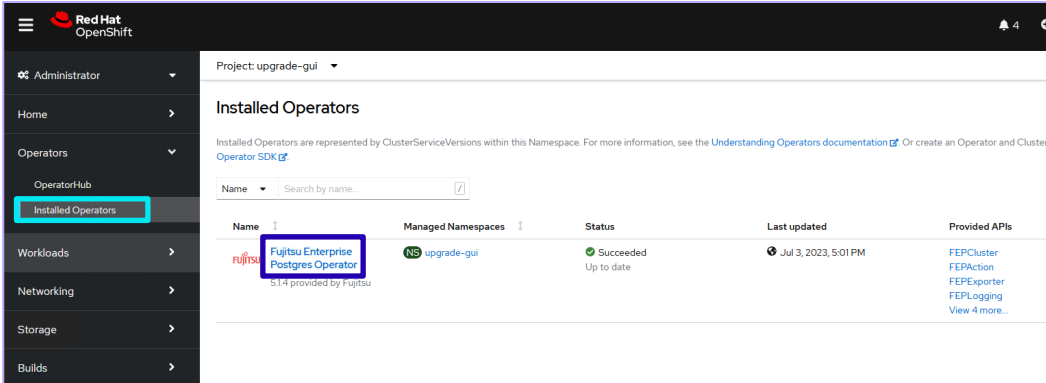 Red Hat
OpenShift
4
Administrator
Home
Operators
OperatorHub
Installed Operators
Workloads
Networking
Storage
Builds
Project: upgrade-gui
Installed Operators
Installed Operators are represented by ClusterServiceVersions within this Namespace. For more information, see the Understanding Operators documentation Or create an Operator and Cluster
Operator SDK
Name Search by name... /
Name Managed Namespaces Status Last updated Provided APIs
FUJITSU Fujitsu Enterprise NS upgrade-gui Succeeded Jul 3, 2023, 5:01 PM FEPCluster
Postgres Operator Up to date FEPAction
5.1.4 provided by Fujitsu FEPExporter
FEPLogging
View 4 more...